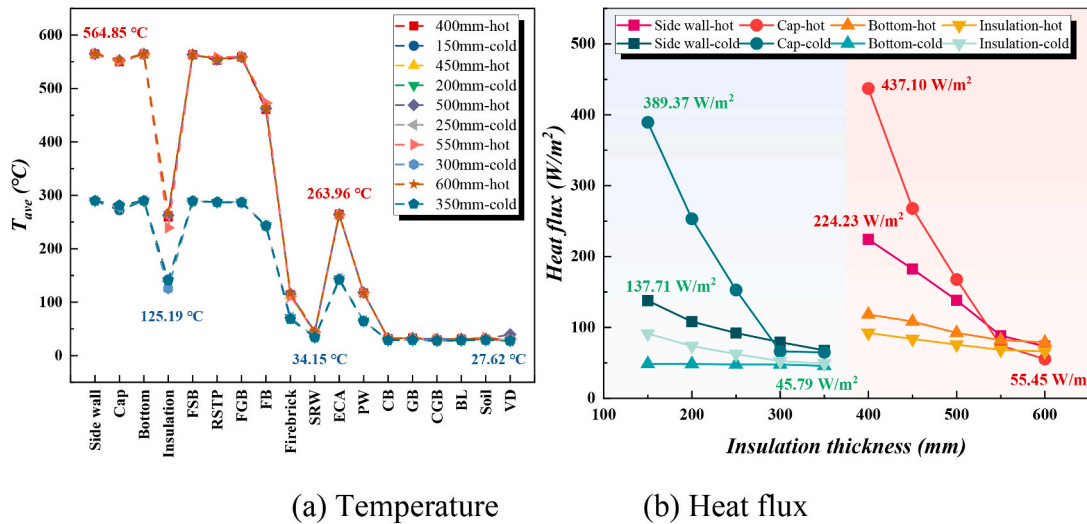 600
500
400
300
200
100
0
T_ave (°C)
564.85 °C
125.19 °C
263.96 °C
34.15 °C
27.62 °C
400mm-hot
150mm-cold
450mm-hot
200mm-cold
500mm-hot
250mm-cold
550mm-hot
300mm-cold
600mm-hot
350mm-cold
Side wall
Cap
Bottom
Insulation
FSB
RSTP
FGB
FB
Firebrick
SRW
ECA
PW
CB
GB
CGB
BL
Soil
VD
(a) Temperature
500
400
300
200
100
0
Heat flux (W/m²)
Side wall-hot Cap-hot Bottom-hot Insulation-hot
Side wall-cold Cap-cold Bottom-cold Insulation-cold
389.37 W/m²
437.10 W/m²
224.23 W/m²
137.71 W/m²
45.79 W/m²
55.45 W/m
100 200 300 400 500 600
Insulation thickness (mm)
(b) Heat flux